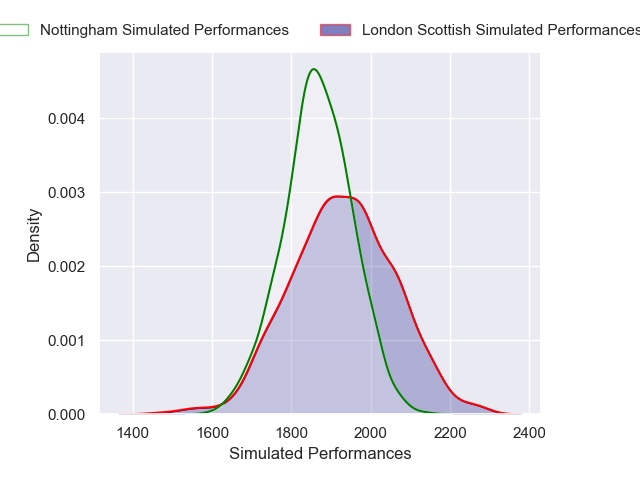 Nottingham Simulated Performances
London Scottish Simulated Performances
0.004
0.003
0.002
0.001
0.000
Density
1400 1600 1800 2000 2200 2400
Simulated Performances